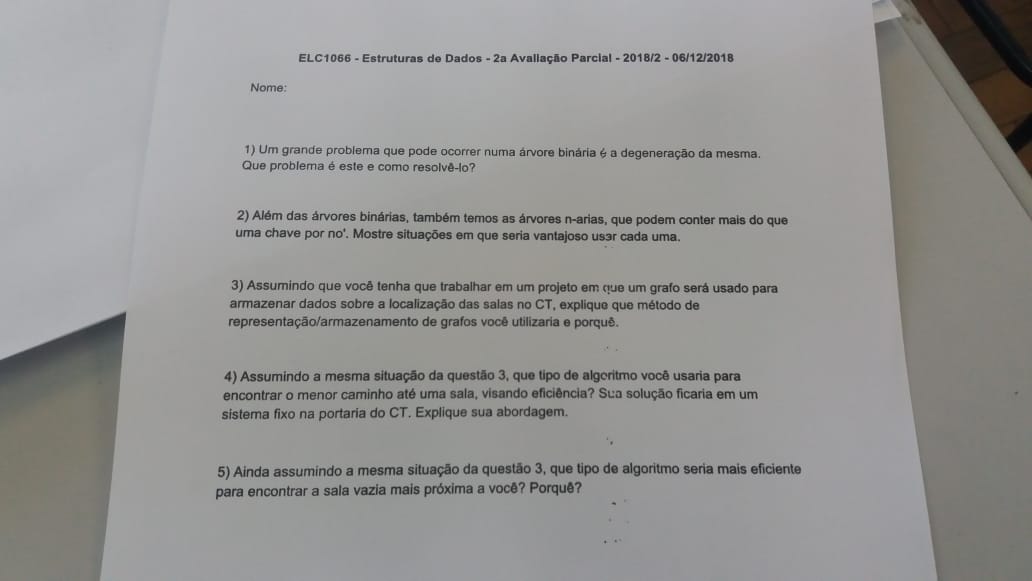 ELC1066 - Estruturas de Dados - 2a Avaliação Parcial - 2018/2 - 06/12/2018
Nome:
1) Um grande problema que pode ocorrer numa árvore binária é a degeneração da mesma.
Que problema é este e como resolvê-lo?
2) Além das árvores binárias, também temos as árvores n-arias, que podem conter mais do que
uma chave por no'. Mostre situações em que seria vantajoso usar cada uma.
3) Assumindo que você tenha que trabalhar em um projeto em que um grafo será usado para
armazenar dados sobre a localização das salas no CT, explique que método de
representação/armazenamento de grafos você utilizaria e porquê.
4) Assumindo a mesma situação da questão 3, que tipo de algoritmo você usaria para
encontrar o menor caminho até uma sala, visando eficiência? Sua solução ficaria em um
sistema fixo na portaria do CT. Explique sua abordagem.
5) Ainda assumindo a mesma situação da questão 3, que tipo de algoritmo seria mais eficiente
para encontrar a sala vazia mais próxima a você? Porquê?